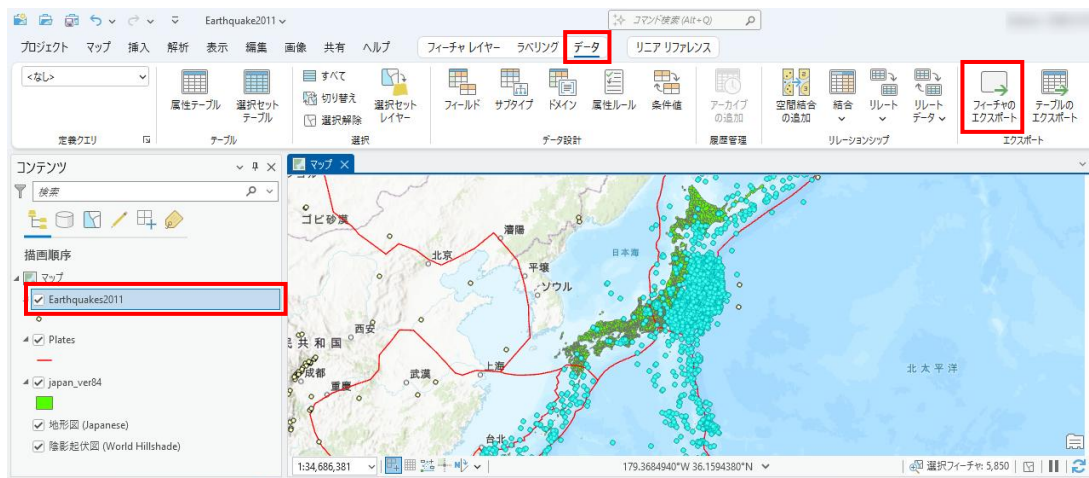 Earthquake2011
コマンド検索 (Alt+Q)
プロジェクト マップ 挿入 解析 表示 編集 画像 共有 ヘルプ フィーチャ レイヤー ラベリング データ リニア リファレンス
<なし>
属性テーブル
選択セット
テーブル
すべて
切り替え
選択解除
選択セット
レイヤー
フィールド サブタイプ ドメイン 属性ルール 条件値
アーカイブ
の追加
空間結合
の追加
結合
リレート
リレート
データ
フィーチャの
エクスポート
テーブルの
エクスポート
定義クエリ テーブル 選択 データ設計 履歴管理 リレーションシップ エクスポート
コンテンツ
検索
描画順序
マップ
Earthquakes2011
Plates
japan_ver84
地形図 (Japanese)
陰影起伏図 (World Hillshade)
マップ
ゴビ砂漠
瀋陽
北京
平壌
日本海
ソウル
西安
共和国
成都
重慶
武漢
上海
台北
北太平洋
1:34,686,381
179.3684940°W 36.1594380°N
選択フィーチャ: 5,850